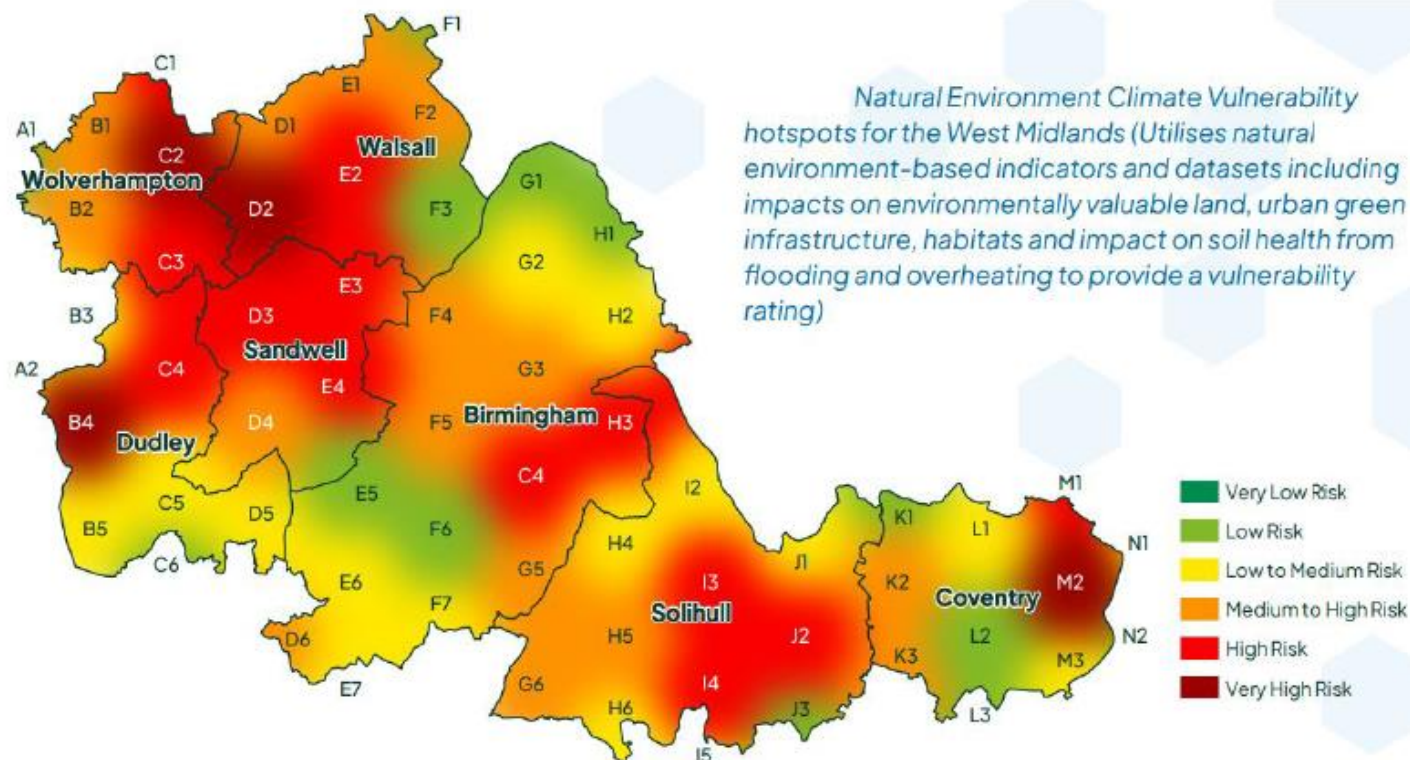 F1
C1
E1
Natural Environment Climate Vulnerability
hotspots for the West Midlands (Utilises natural
environment-based indicators and datasets including
impacts on environmentally valuable land, urban green
infrastructure, habitats and impact on soil health from
flooding and overheating to provide a vulnerability
rating)
F2
A1 B1 D1
Walsall
C2
Wolverhampton
E2
G1
B2 D2 F3
H1
C3 G2
E3
B3 D3 F4 H2
Sandwell
A2 C4 G3
E4
B4 D4 F5 Birmingham H3
Dudley
C4
I2
M1
Very Low Risk
E5
C5
B5 D5 F6 K1 L1
Low Risk
C6 H4 J1 N1
Low to Medium Risk
E6 G5 I3 K2 M2
F7 Solihull Coventry
Medium to High Risk
D6 H5 J2 L2 N2
High Risk
K3 M3
E7 G6 I4
Very High Risk
H6 J3 L3
I5